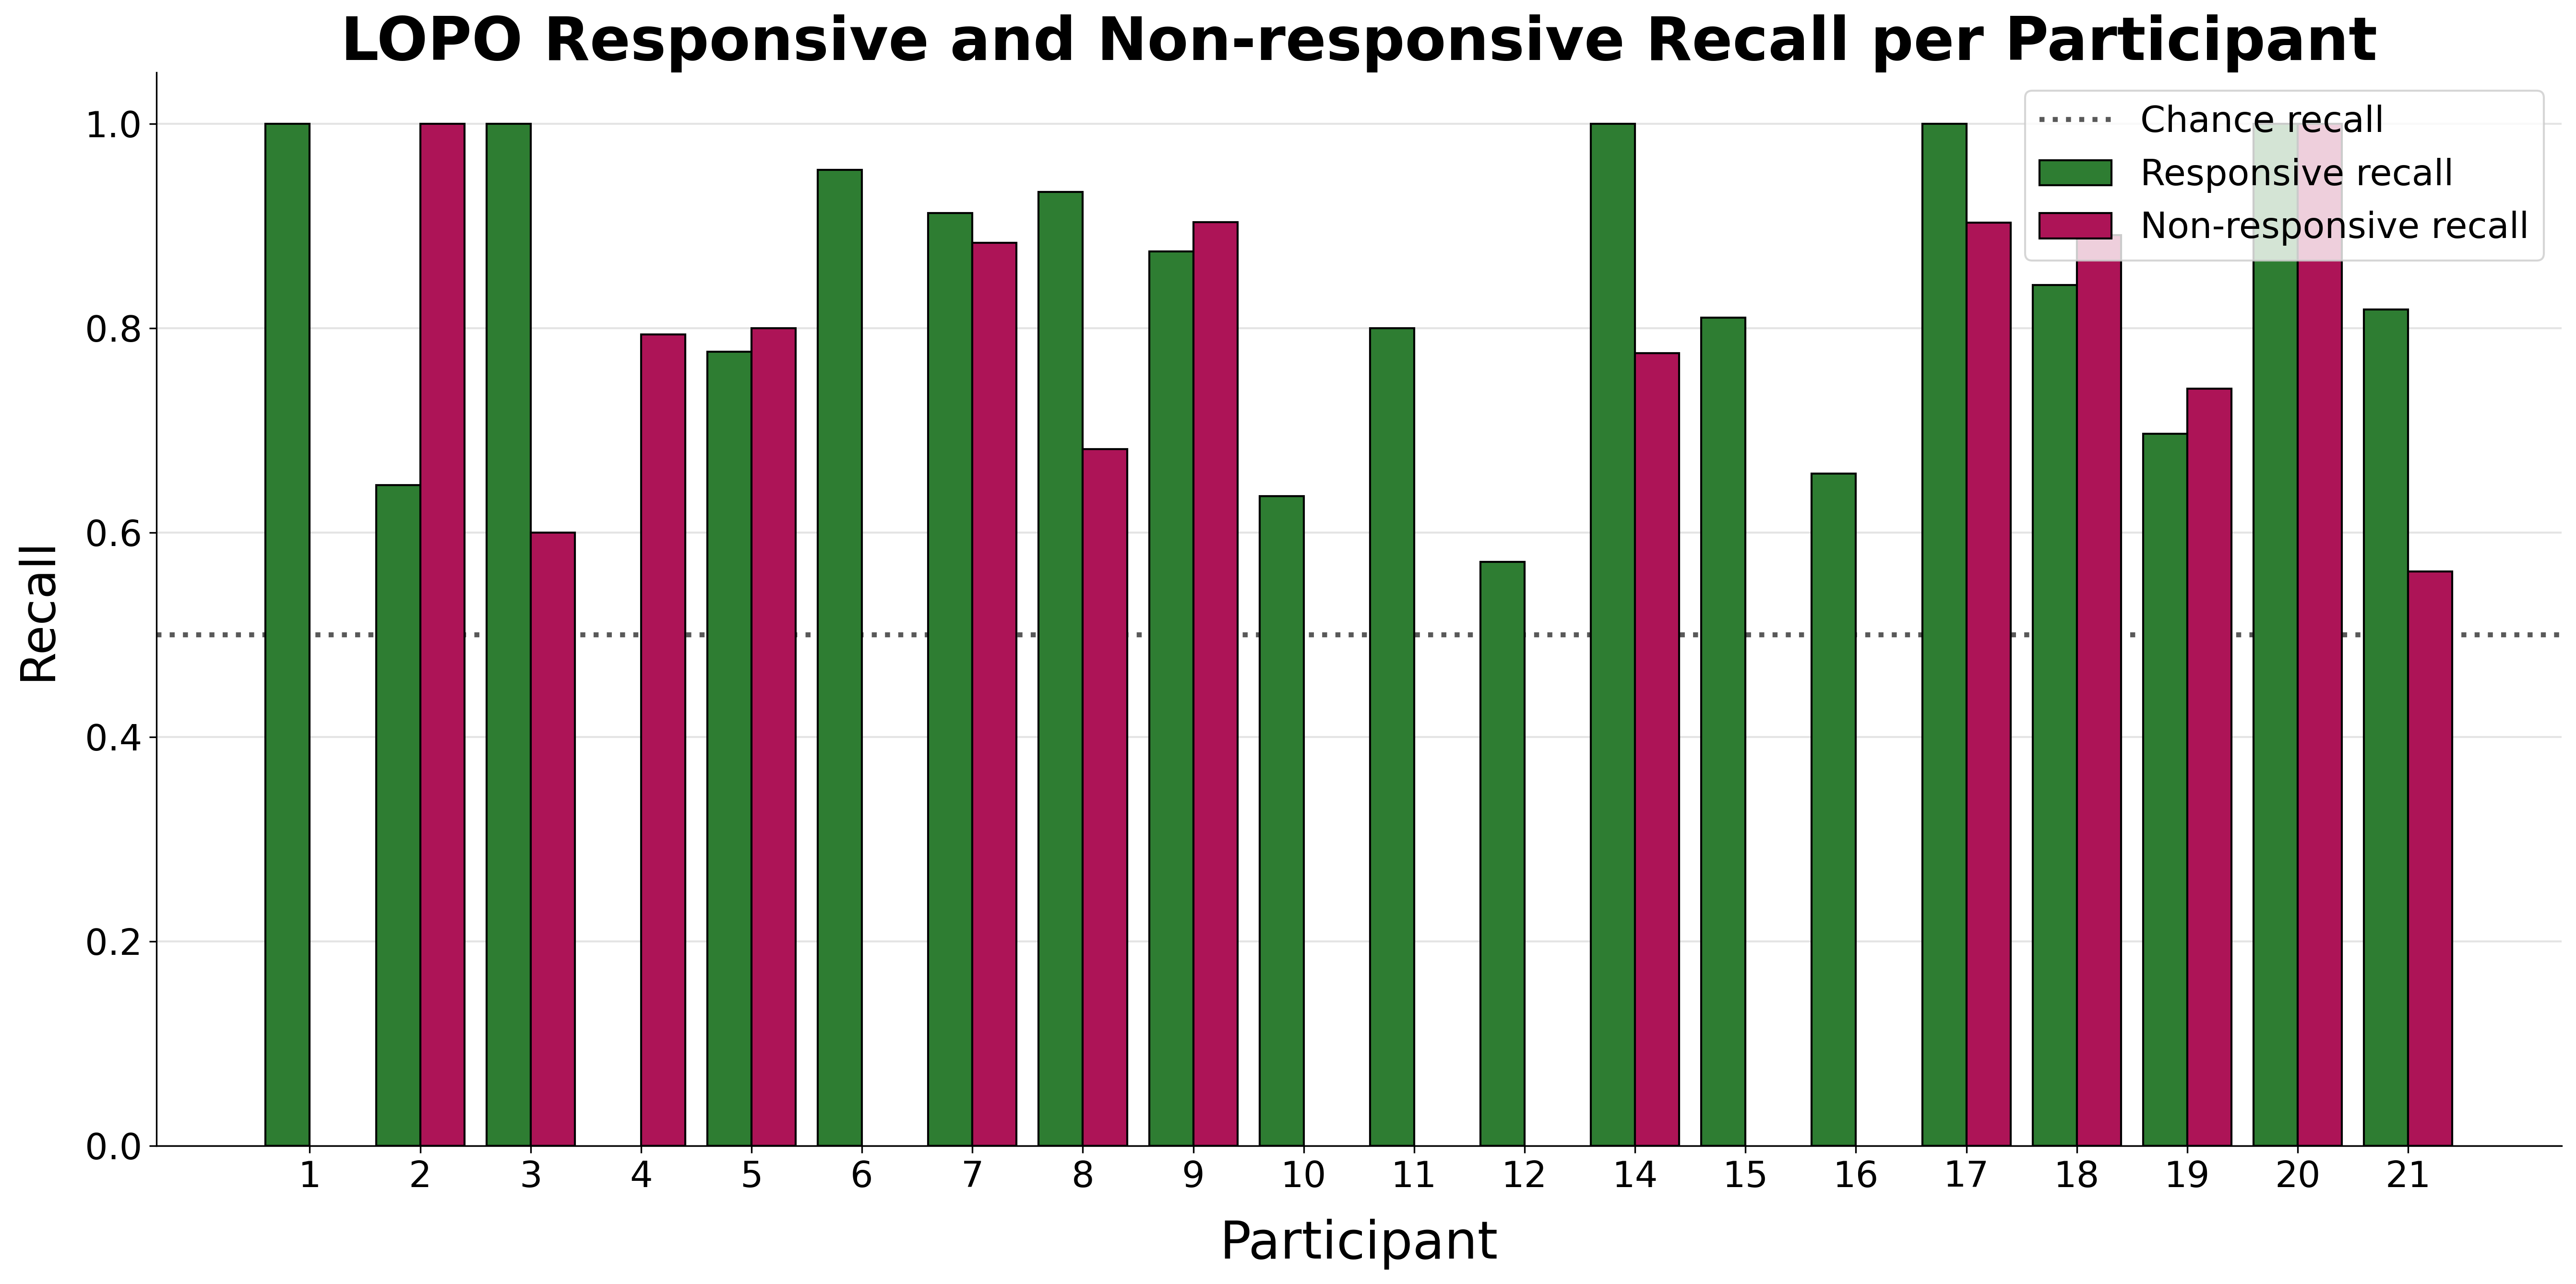 LOPO Responsive and Non-responsive Recall per Participant
Chance recall
Responsive recall
Non-responsive recall
1.0
0.8
0.6
0.4
0.2
0.0
Recall
1 2 3 4 5 6 7 8 9 10 11 12 14 15 16 17 18 19 20 21
Participant